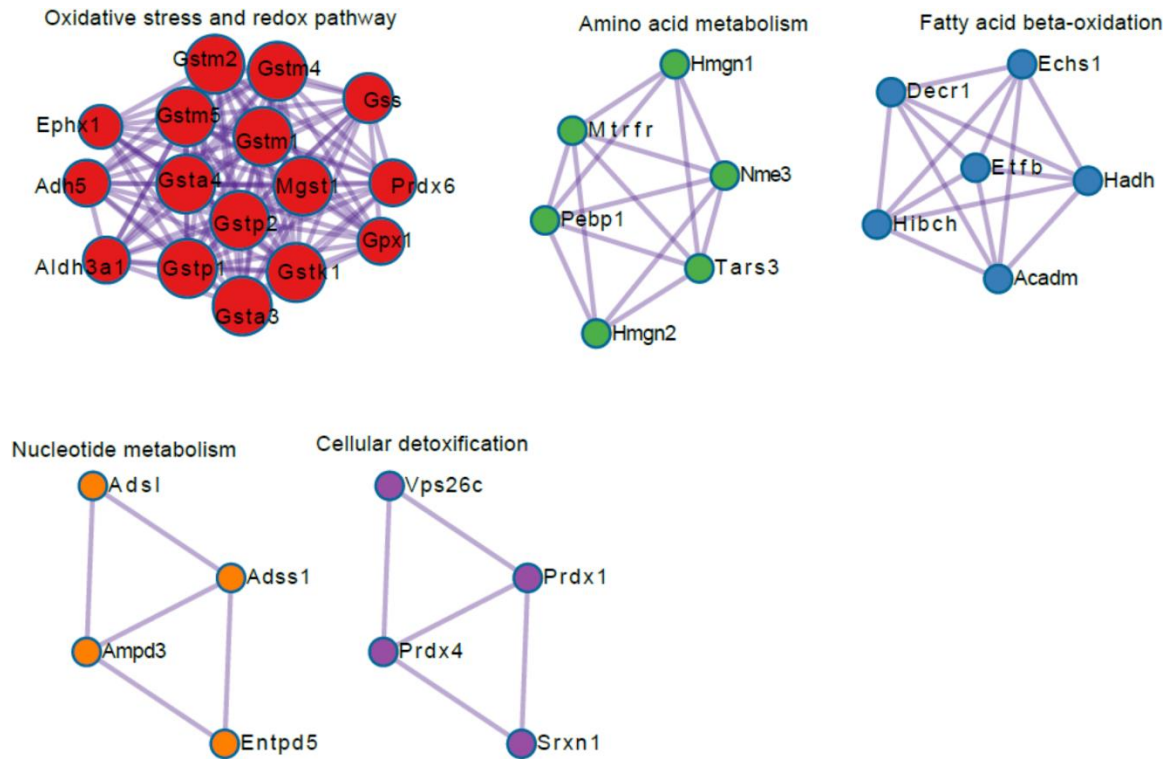 Oxidative stress and redox pathway
Gstm2
Gstm4
Gss
Ephx1
Gstm5
Gstm1
Adh5
Gsta4
Mgst1
Prdx6
Gstp2
Gpx1
Aldh3a1
Gstp1
Gstk1
Gsta3
Amino acid metabolism
Hmgn1
Mtrfr
Nme3
Pebp1
Tars3
Hmgn2
Fatty acid beta-oxidation
Echs1
Decr1
Etfb
Hadh
Hibch
Acadm
Nucleotide metabolism
Adsl
Adss1
Ampd3
Entpd5
Cellular detoxification
Vps26c
Prdx1
Prdx4
Srxn1